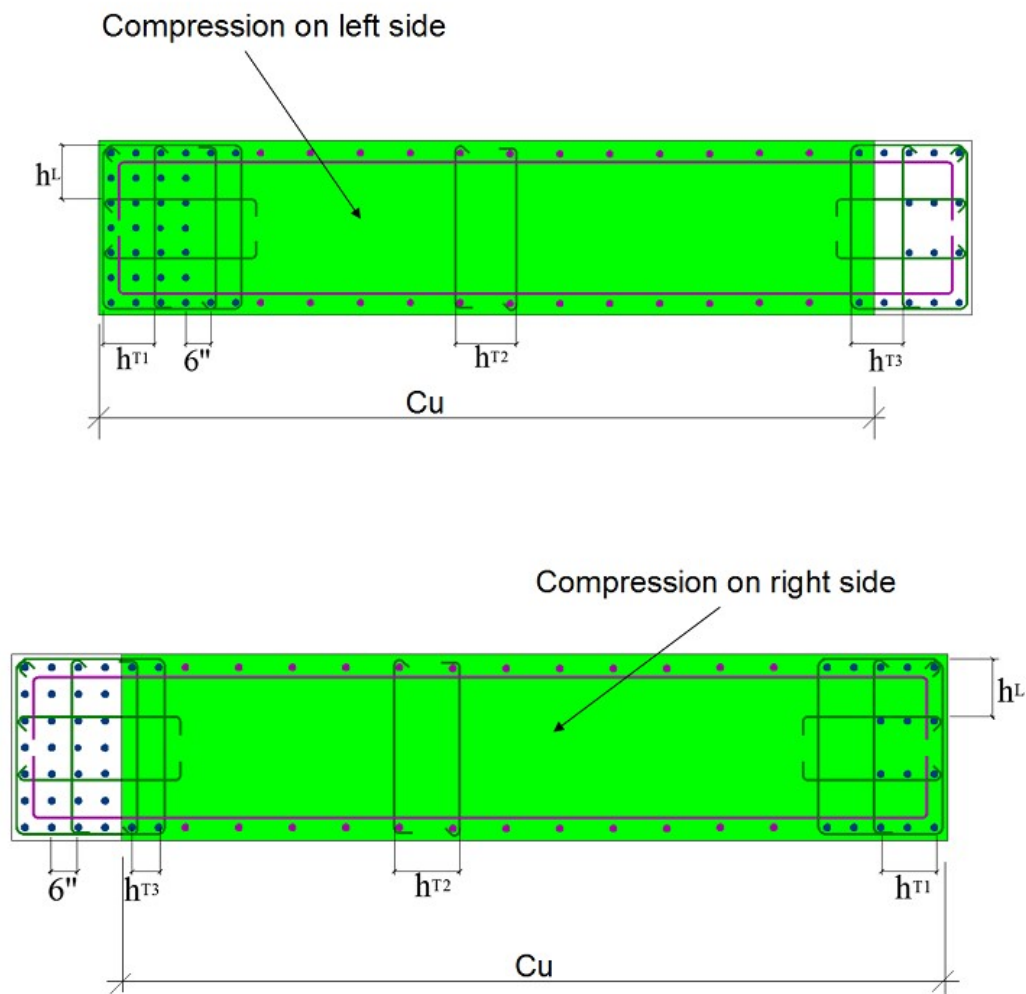 Compression on left side
hL
hT1
6"
hT2
hT3
Cu
Compression on right side
hL
6"
hT3
hT2
hT1
Cu